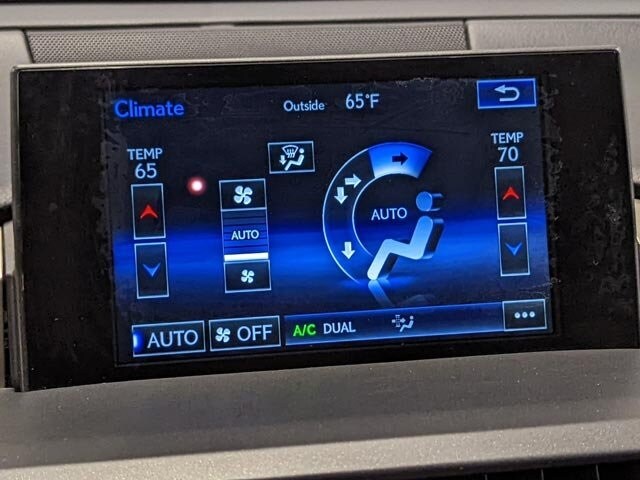 Climate
Outside 65°F
TEMP
65
TEMP
70
AUTO
AUTO
AUTO
OFF
A/C DUAL